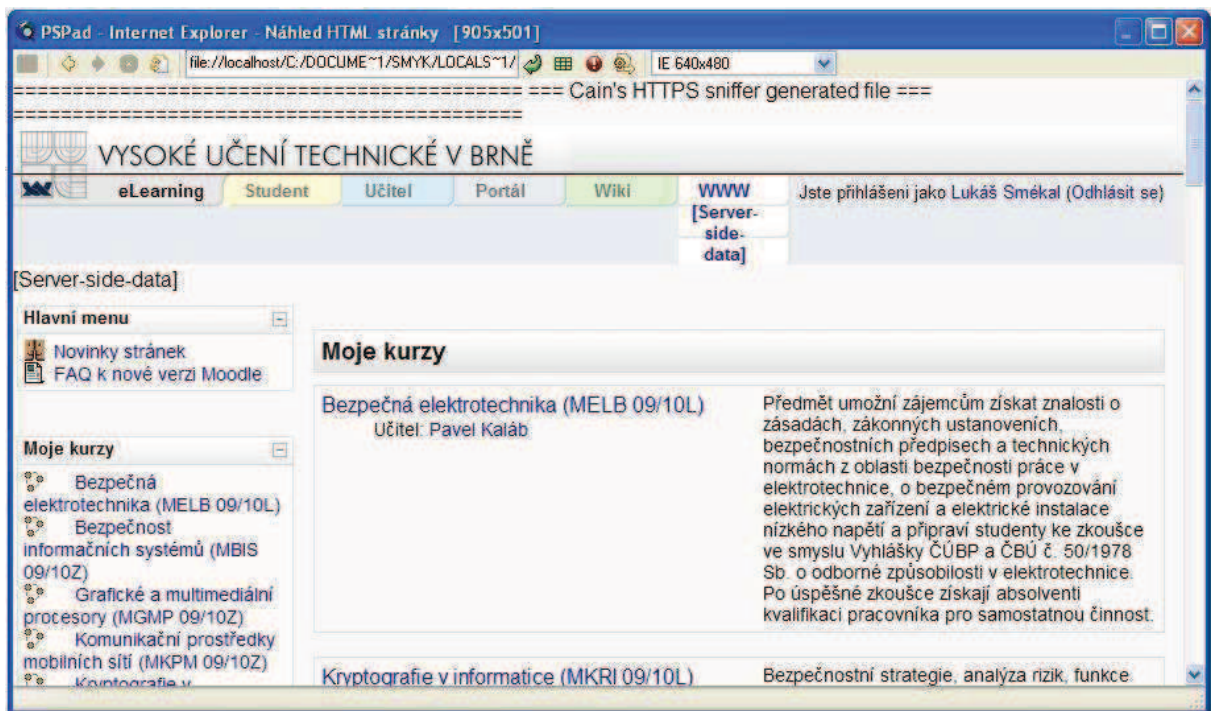 PSPad - Internet Explorer - Náhled HTML stránky [905x501]
file://localhost/C:/DOCUME~1/SMYK/LOCALS~1/
IE 640x480
=========================================== === Cain's HTTPS sniffer generated file ===
===========================================
VYSOKÉ UČENÍ TECHNICKÉ V BRNĚ
eLearning Student Učitel Portál Wiki WWW Jste přihlášeni jako Lukáš Smékal (Odhlásit se)
[Server-
side-
data]
[Server-side-data]
Hlavní menu
Novinky stránek
FAQ k nové verzi Moodle
Moje kurzy
Bezpečná
elektrotechnika (MELB 09/10L)
Bezpečnost
informačních systémů (MBIS
09/10Z)
Grafické a multimediální
procesory (MGMP 09/10Z)
Komunikační prostředky
mobilních sítí (MKPM 09/10Z)
Kryptografie v
Moje kurzy
Bezpečná elektrotechnika (MELB 09/10L)
Učitel: Pavel Kaláb
Předmět umožní zájemcům získat znalosti o
zásadách, zákonných ustanoveních,
bezpečnostních předpisech a technických
normách z oblasti bezpečnosti práce v
elektrotechnice, o bezpečném provozování
elektrických zařízení a elektrické instalace
nízkého napětí a připraví studenty ke zkoušce
ve smyslu Vyhlášky ČÚBP a ČBÚ č. 50/1978
Sb. o odborné způsobilosti v elektrotechnice.
Po úspěšné zkoušce získají absolventi
kvalifikaci pracovníka pro samostatnou činnost.
Kryptografie v informatice (MKRI 09/10L)
Bezpečnostní strategie, analýza rizik, funkce